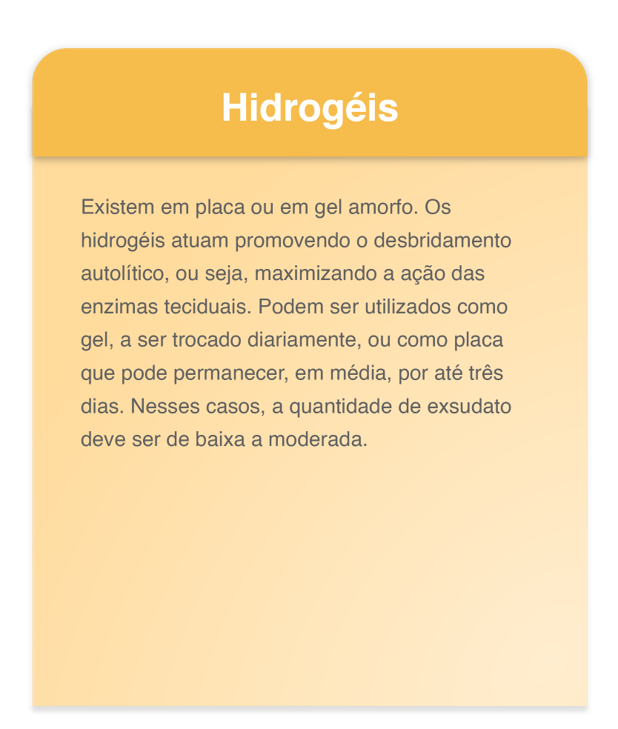 Hidrogéis
Existem em placa ou em gel amorfo. Os
hidrogéis atuam promovendo o desbridamento
autolítico, ou seja, maximizando a ação das
enzimas teciduais. Podem ser utilizados como
gel, a ser trocado diariamente, ou como placa
que pode permanecer, em média, por até três
dias. Nesses casos, a quantidade de exsudato
deve ser de baixa a moderada.